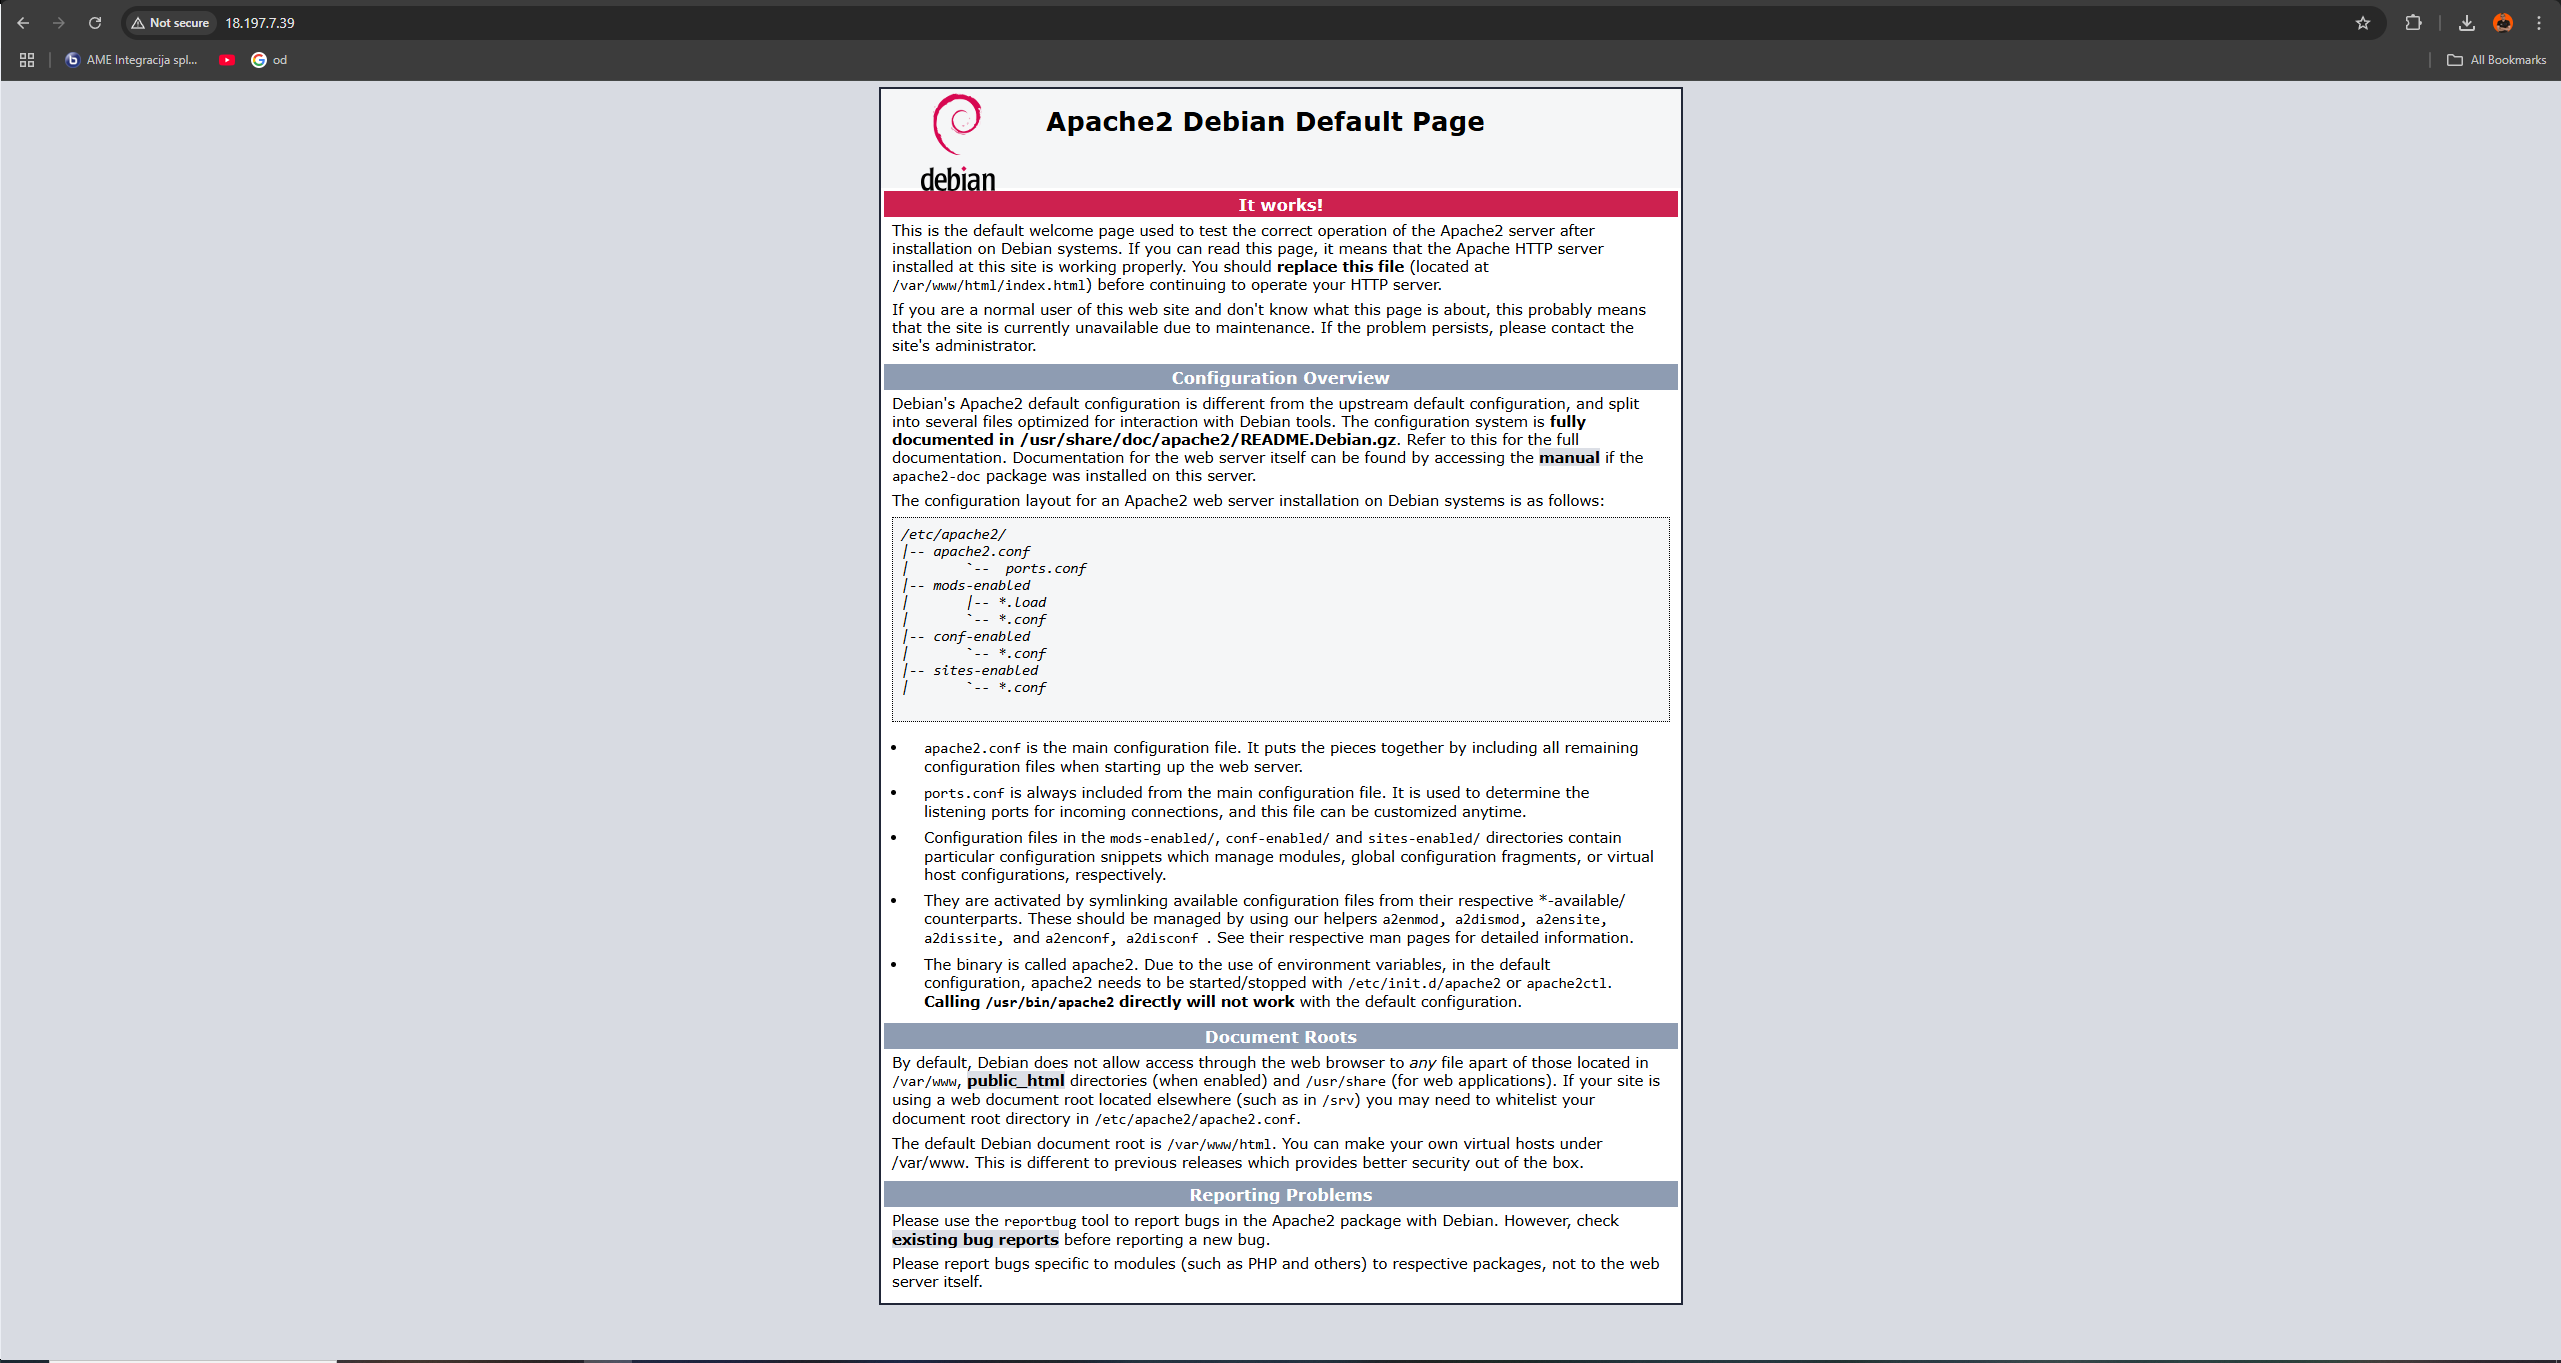 Not secure
18.197.7.39
AME Integracija spl...
od
All Bookmarks
debian
Apache2 Debian Default Page
It works!
This is the default welcome page used to test the correct operation of the Apache2 server after
installation on Debian systems. If you can read this page, it means that the Apache HTTP server
installed at this site is working properly. You should replace this file (located at
/var/www/html/index.html) before continuing to operate your HTTP server.
If you are a normal user of this web site and don't know what this page is about, this probably means
that the site is currently unavailable due to maintenance. If the problem persists, please contact the
site's administrator.
Configuration Overview
Debian's Apache2 default configuration is different from the upstream default configuration, and split
into several files optimized for interaction with Debian tools. The configuration system is fully
documented in /usr/share/doc/apache2/README.Debian.gz. Refer to this for the full
documentation. Documentation for the web server itself can be found by accessing the manual if the
apache2-doc package was installed on this server.
The configuration layout for an Apache2 web server installation on Debian systems is as follows:
/etc/apache2/
|-- apache2.conf
|       `--  ports.conf
|-- mods-enabled
|       |-- *.load
|       `-- *.conf
|-- conf-enabled
|       `-- *.conf
|-- sites-enabled
|       `-- *.conf
• apache2.conf is the main configuration file. It puts the pieces together by including all remaining
configuration files when starting up the web server.
• ports.conf is always included from the main configuration file. It is used to determine the
listening ports for incoming connections, and this file can be customized anytime.
• Configuration files in the mods-enabled/, conf-enabled/ and sites-enabled/ directories contain
particular configuration snippets which manage modules, global configuration fragments, or virtual
host configurations, respectively.
• They are activated by symlinking available configuration files from their respective *-available/
counterparts. These should be managed by using our helpers a2enmod, a2dismod, a2ensite,
a2dissite, and a2enconf, a2disconf . See their respective man pages for detailed information.
• The binary is called apache2. Due to the use of environment variables, in the default
configuration, apache2 needs to be started/stopped with /etc/init.d/apache2 or apache2ctl.
Calling /usr/bin/apache2 directly will not work with the default configuration.
Document Roots
By default, Debian does not allow access through the web browser to any file apart of those located in
/var/www, public_html directories (when enabled) and /usr/share (for web applications). If your site is
using a web document root located elsewhere (such as in /srv) you may need to whitelist your
document root directory in /etc/apache2/apache2.conf.
The default Debian document root is /var/www/html. You can make your own virtual hosts under
/var/www. This is different to previous releases which provides better security out of the box.
Reporting Problems
Please use the reportbug tool to report bugs in the Apache2 package with Debian. However, check
existing bug reports before reporting a new bug.
Please report bugs specific to modules (such as PHP and others) to respective packages, not to the web
server itself.